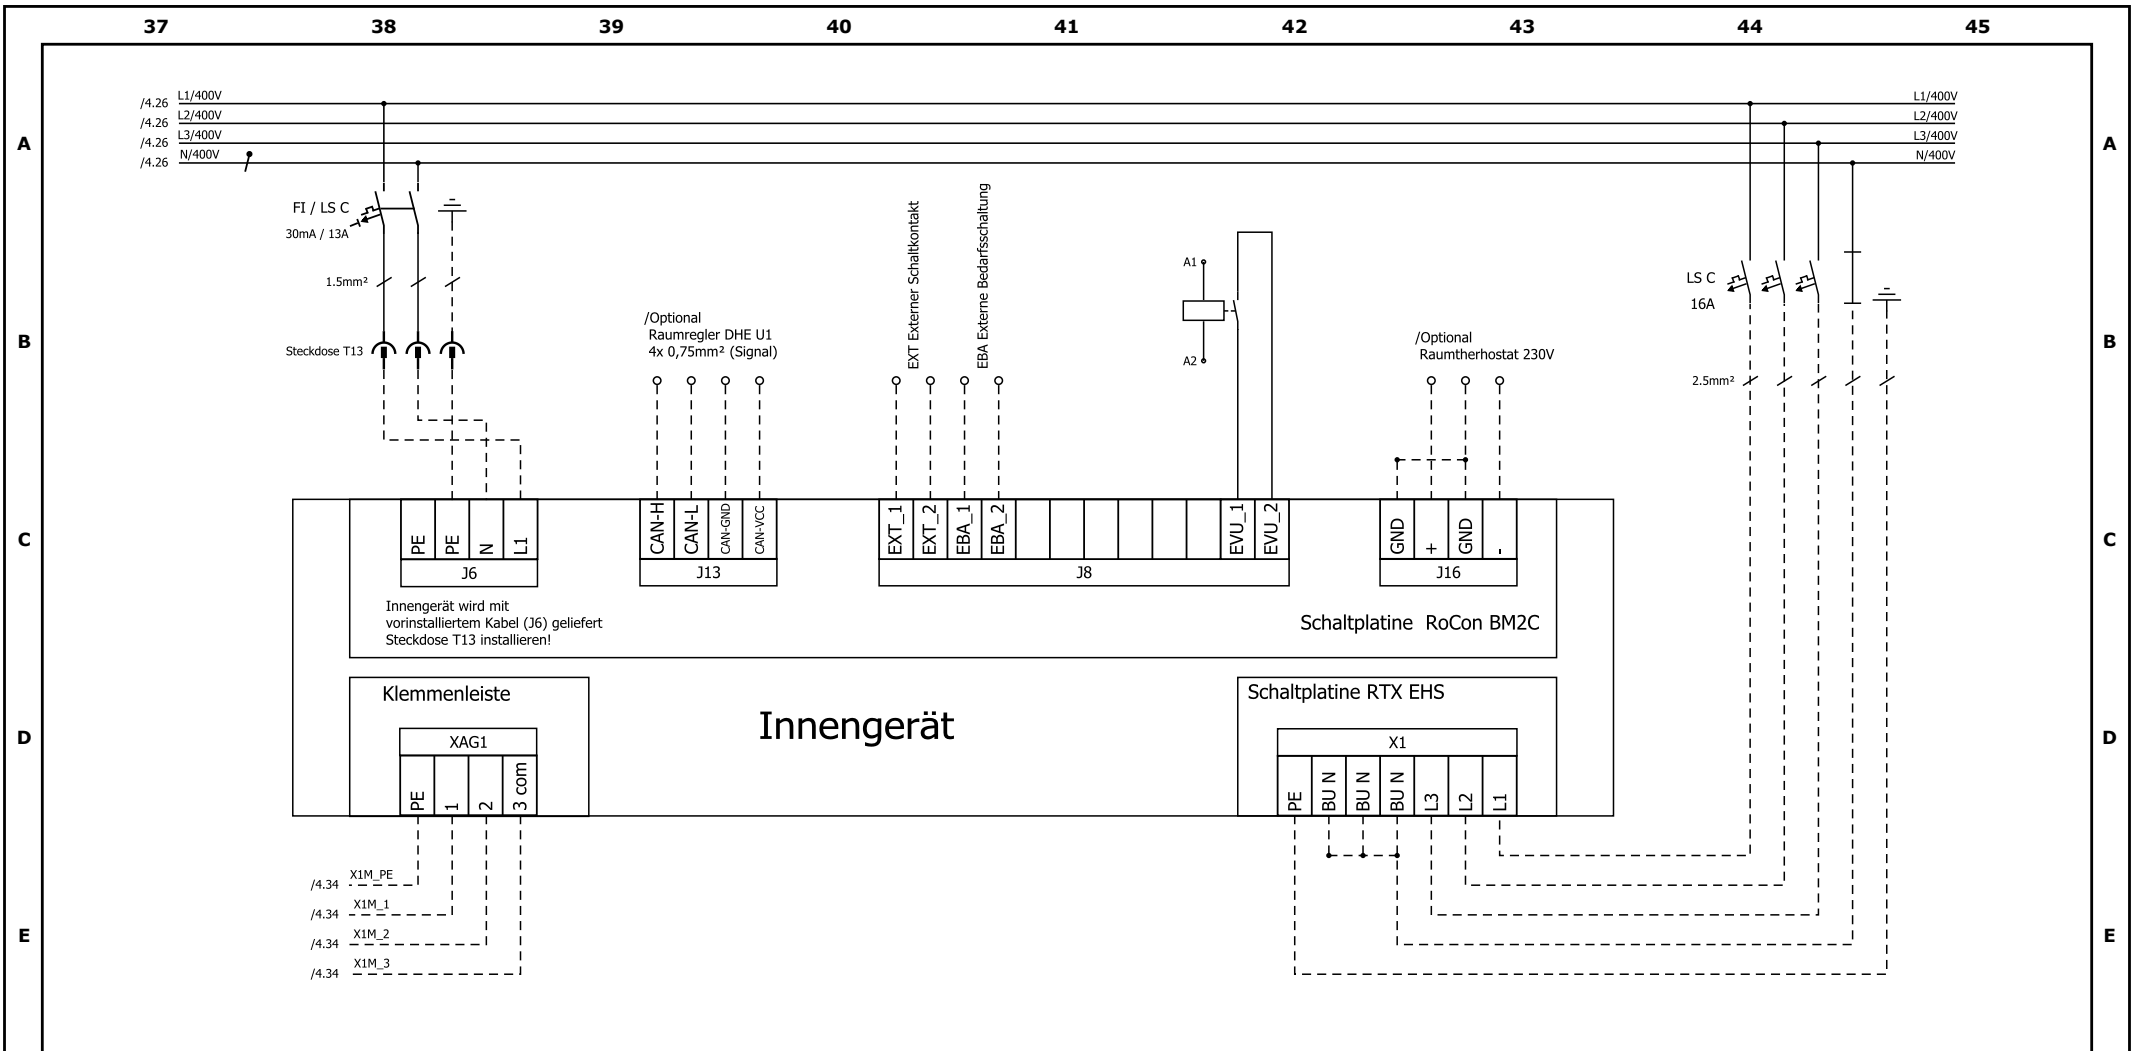 37 38 39 40 41 42 43 44 45
/4.26 L1/400V L1/400V
/4.26 L2/400V L2/400V
A /4.26 L3/400V L3/400V A
/4.26 N/400V N/400V
FI / LS C
30mA / 13A
1.5mm²
B B
Steckdose T13
/Optional
Raumregler DHE U1
4x 0,75mm² (Signal)
EXT Externer Schaltkontakt
EBA Externe Bedarfsschaltung
A1
A2
/Optional
Raumtherhostat 230V
LS C
16A
2.5mm²
C C
PE PE N L1
J6
CAN-H CAN-L CAN-GND CAN-VCC
J13
EXT_1 EXT_2 EBA_1 EBA_2 EVU_1 EVU_2
J8
GND + GND -
J16
Innengerät wird mit
vorinstalliertem Kabel (J6) geliefert
Steckdose T13 installieren!
Schaltplatine RoCon BM2C
Klemmenleiste
Schaltplatine RTX EHS
Innengerät
D D
XAG1
PE 1 2 3 com
X1
PE BU N BU N BU N L3 L2 L1
/4.34 X1M_PE
/4.34 X1M_1
E E
/4.34 X1M_2
/4.34 X1M_3